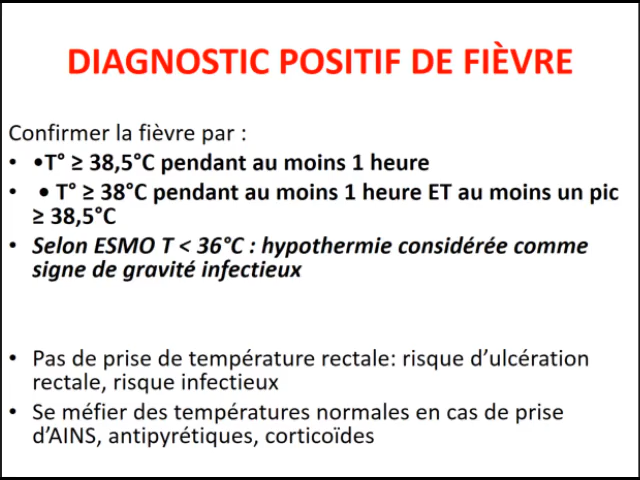 DIAGNOSTIC POSITIF DE FIÈVRE
Confirmer la fièvre par :
• •T° ≥ 38,5°C pendant au moins 1 heure
• • T° ≥ 38°C pendant au moins 1 heure ET au moins un pic
≥ 38,5°C
• Selon ESMO T < 36°C : hypothermie considérée comme
signe de gravité infectieux
• Pas de prise de température rectale: risque d’ulcération
rectale, risque infectieux
• Se méfier des températures normales en cas de prise
d’AINS, antipyrétiques, corticoïdes